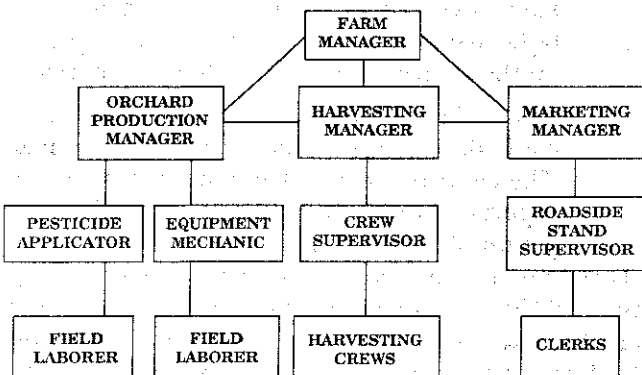 FARM
MANAGER
ORCHARD
PRODUCTION
MANAGER
HARVESTING
MANAGER
MARKETING
MANAGER
PESTICIDE
APPLICATOR
EQUIPMENT
MECHANIC
CREW
SUPERVISOR
ROADSIDE
STAND
SUPERVISOR
FIELD
LABORER
FIELD
LABORER
HARVESTING
CREWS
CLERKS